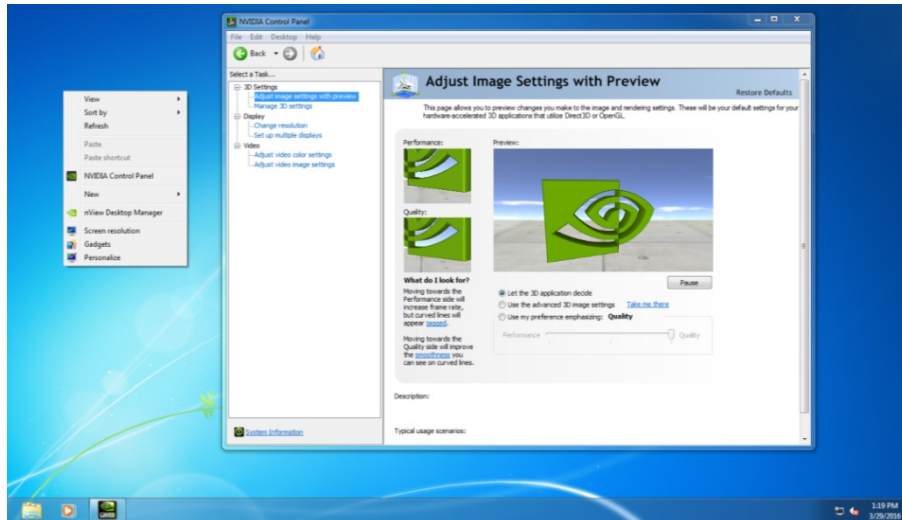 NVIDIA Control Panel
File Edit Desktop Help
Back
Select a Task...
3D Settings
Adjust image settings with preview
Manage 3D settings
Display
Change resolution
Set up multiple displays
Video
Adjust video color settings
Adjust video image settings
System Information
Adjust Image Settings with Preview
Restore Defaults
This page allows you to preview changes you make to the image and rendering settings. These will be your default settings for your
hardware-accelerated 3D applications that utilize Direct3D or OpenGL.
Performance:
Preview:
Quality:
What do I look for?
Moving towards the
Performance side will
increase frame rate,
but curved lines will
appear jagged.
Moving towards the
Quality side will improve
the smoothness you
can see on curved lines.
Pause
Let the 3D application decide
Use the advanced 3D image settings Take me there
Use my preference emphasizing: Quality
Performance Quality
Description:
Typical usage scenarios:
View
Sort by
Refresh
Paste
Paste shortcut
NVIDIA Control Panel
New
nView Desktop Manager
Screen resolution
Gadgets
Personalize
1:19 PM
3/29/2016